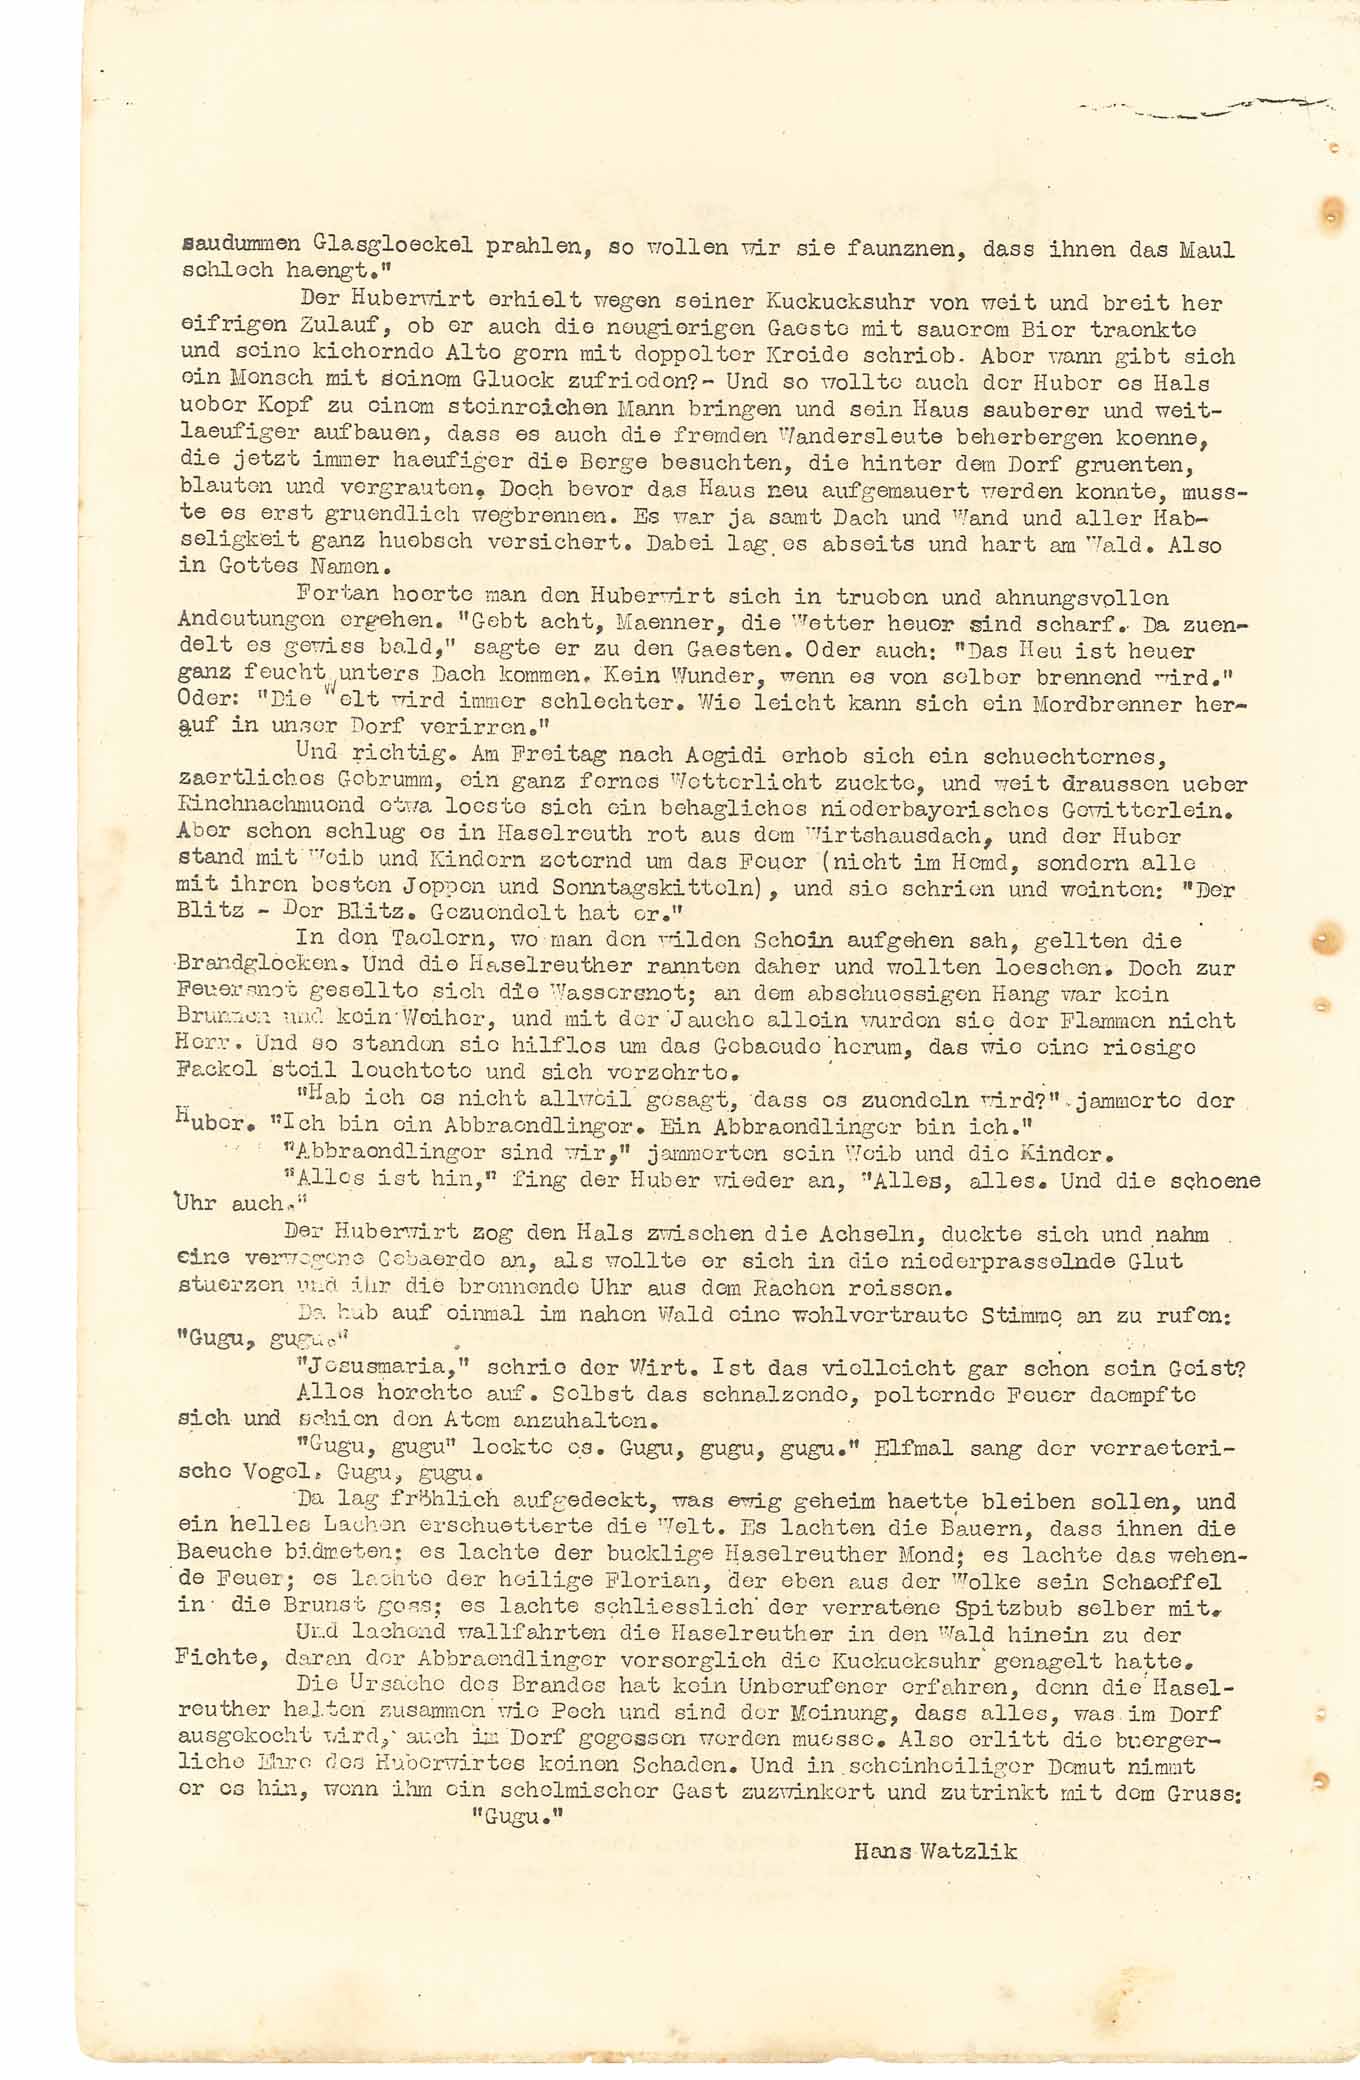 saudummen Glasgloeckel prahlen, so wollen wir sie faunznen, dass ihnen das Maul
schloch haengt."
Der Huberwirt erhielt wegen seiner Kuckucksuhr von weit und breit her
eifrigen Zulauf, ob er auch die neugierigen Gaeste mit sauerem Bier traenkte
und seine kichernde Alte gern mit doppelter Kreide schrieb. Aber wann gibt sich
ein Mensch mit seinem Glueck zufrieden?- Und so wollte auch der Huber es Hals
ueber Kopf zu einem steinreichen Mann bringen und sein Haus sauberer und weit-
laeufiger aufbauen, dass es auch die fremden Wandersleute beherbergen koenne,
die jetzt immer haeufiger die Berge besuchten, die hinter dem Dorf gruenten,
blauten und vergrauten. Doch bevor das Haus neu aufgemauert werden konnte, muss-
te es erst gruendlich wegbrennen. Es war ja samt Dach und Wand und aller Hab-
seligkeit ganz huebsch versichert. Dabei lag es abseits und hart am Wald. Also
in Gottes Namen.
Fortan hoerte man den Huberwirt sich in trueben und ahnungsvollen
Andeutungen ergehen. "Gebt acht, Maenner, die Wetter heuer sind scharf. Da zuen-
delt es gewiss bald," sagte er zu den Gaesten. Oder auch: "Das Heu ist heuer
ganz feucht unters Dach kommen. Kein Wunder, wenn es von selber brennend wird."
Oder: "Die Welt wird immer schlechter. Wie leicht kann sich ein Mordbrenner her-
auf in unser Dorf verirren."
Und richtig. Am Freitag nach Aegidi erhob sich ein schuechternes,
zaertliches Gebrumm, ein ganz fernes Wetterlicht zuckte, und weit draussen ueber
Rinchnachmuend etwa loeste sich ein behagliches niederbayerisches Gewitterlein.
Aber schon schlug es in Haselreuth rot aus dem Wirtshausdach, und der Huber
stand mit Weib und Kindern zeternd um das Feuer (nicht im Hemd, sondern alle
mit ihren besten Joppen und Sonntagskitteln), und sie schrien und weinten: "Der
Blitz - Der Blitz. Gezuendelt hat er."
In den Taelern, wo man den wilden Schein aufgehen sah, gellten die
Brandglocken. Und die Haselreuther rannten daher und wollten loeschen. Doch zur
Feuersnot gesellte sich die Wassersnot; an dem abschuessigen Hang war kein
Brunnen und kein Weiher, und mit der Jauche allein wurden sie der Flammen nicht
Herr. Und so standen sie hilflos um das Gebaeude herum, das wie eine riesige
Fackel steil leuchtete und sich verzehrte.
"Hab ich es nicht allweil gesagt, dass es zuendeln wird?" jammerte der
Huber. "Ich bin ein Abbraendlinger. Ein Abbraendlinger bin ich."
"Abbraendlinger sind wir," jammerten sein Weib und die Kinder.
"Alles ist hin," fing der Huber wieder an, "Alles, alles. Und die schoene
Uhr auch."
Der Huberwirt zog den Hals zwischen die Achseln, duckte sich und nahm
eine verwegene Gebaerde an, als wollte er sich in die niederprasselnde Glut
stuerzen und ihr die brennende Uhr aus dem Rachen reissen.
Da hub auf einmal im nahen Wald eine wohlvertraute Stimme an zu rufen:
"Gugu, gugu."
"Jesusmaria," schrie der Wirt. Ist das vielleicht gar schon sein Geist?
Alles horchte auf. Selbst das schnalzende, polternde Feuer daempfte
sich und schien den Atem anzuhalten.
"Gugu, gugu" lockte es. Gugu, gugu, gugu." Elfmal sang der verraeteri-
sche Vogel. Gugu, gugu.
Da lag fröhlich aufgedeckt, was ewig geheim haette bleiben sollen, und
ein helles Lachen erschuetterte die Welt. Es lachten die Bauern, dass ihnen die
Baeuche bidmeten; es lachte der bucklige Haselreuther Mond; es lachte das wehen-
de Feuer; es lachte der heilige Florian, der eben aus der Wolke sein Schaeffel
in die Brunst goss; es lachte schliesslich der verratene Spitzbub selber mit.
Und lachend wallfahrten die Haselreuther in den Wald hinein zu der
Fichte, daran der Abbraendlinger vorsorglich die Kuckucksuhr genagelt hatte.
Die Ursache des Brandes hat kein Unberufener erfahren, denn die Hasel-
reuther halten zusammen wie Pech und sind der Meinung, dass alles, was im Dorf
ausgekocht wird, auch im Dorf gegessen werden muesse. Also erlitt die buerger-
liche Ehre des Huberwirtes keinen Schaden. Und in scheinheiliger Demut nimmt
er es hin, wenn ihm ein schelmischer Gast zuzwinkert und zutrinkt mit dem Gruss:
"Gugu."
Hans Watzlik